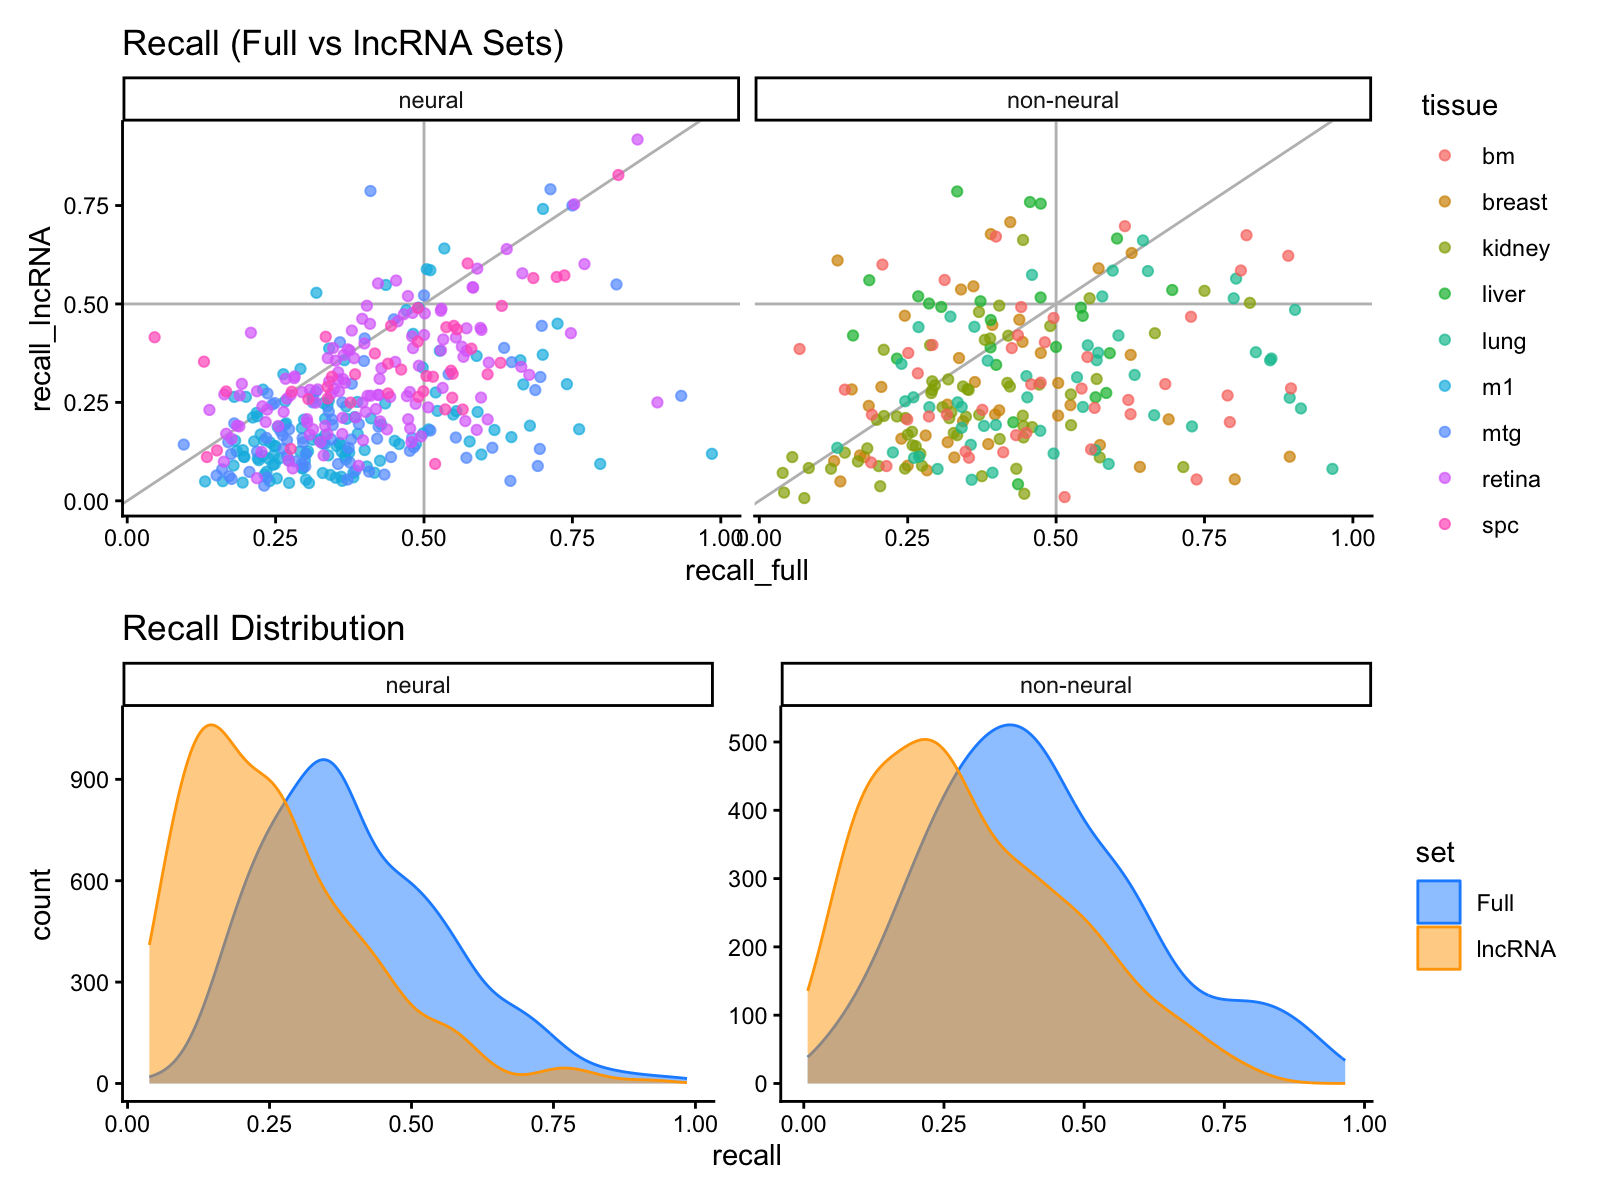 Recall (Full vs lncRNA Sets)
neural
non-neural
recall_lncRNA
0.75
0.50
0.25
0.00
0.00 0.25 0.50 0.75 1.00
0.00 0.25 0.50 0.75 1.00
recall_full
tissue
bm
breast
kidney
liver
lung
m1
mtg
retina
spc
Recall Distribution
neural
non-neural
count
900
600
300
0
500
400
300
200
100
0
0.00 0.25 0.50 0.75 1.00
0.00 0.25 0.50 0.75 1.00
recall
set
Full
lncRNA